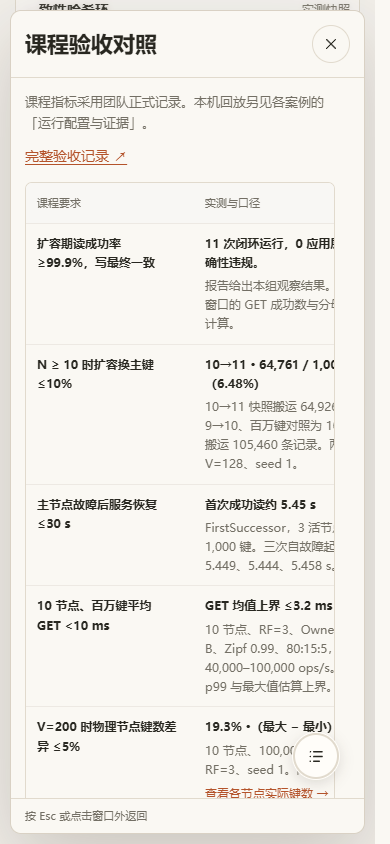 致性哈希环
实测快照
课程验收对照
课程指标采用团队正式记录。本机回放另见各案例的
「运行配置与证据」。
完整验收记录 ↗
课程要求
实测与口径
扩容期读成功率
≥99.9%，写最终一致
11 次闭环运行，0 应用
确性违规。
报告给出本组观察结果。
窗口的 GET 成功数与分
计算。
N ≥ 10 时扩容换主键
≤10%
10→11 · 64,761 / 1,00
（6.48%）
10→11 快照搬运 64,926
9→10、百万键对照为 1
搬运 105,460 条记录。
V=128、seed 1。
主节点故障后服务恢复
≤30 s
首次成功读约 5.45 s
FirstSuccessor，3 活节
1,000 键。三次自故障起
5.449、5.444、5.458 s。
10 节点、百万键平均
GET <10 ms
GET 均值上界 ≤3.2 ms
10 节点、RF=3、Owne
B、Zipf 0.99、80:15:5，
40,000–100,000 ops/s。
p99 与最大值估算上界。
V=200 时物理节点键数差
异 ≤5%
19.3% ·（最大 − 最小）
10 节点、100,0
RF=3、seed 1。
查看各节点实际键数 →
按 Esc 或点击窗口外返回